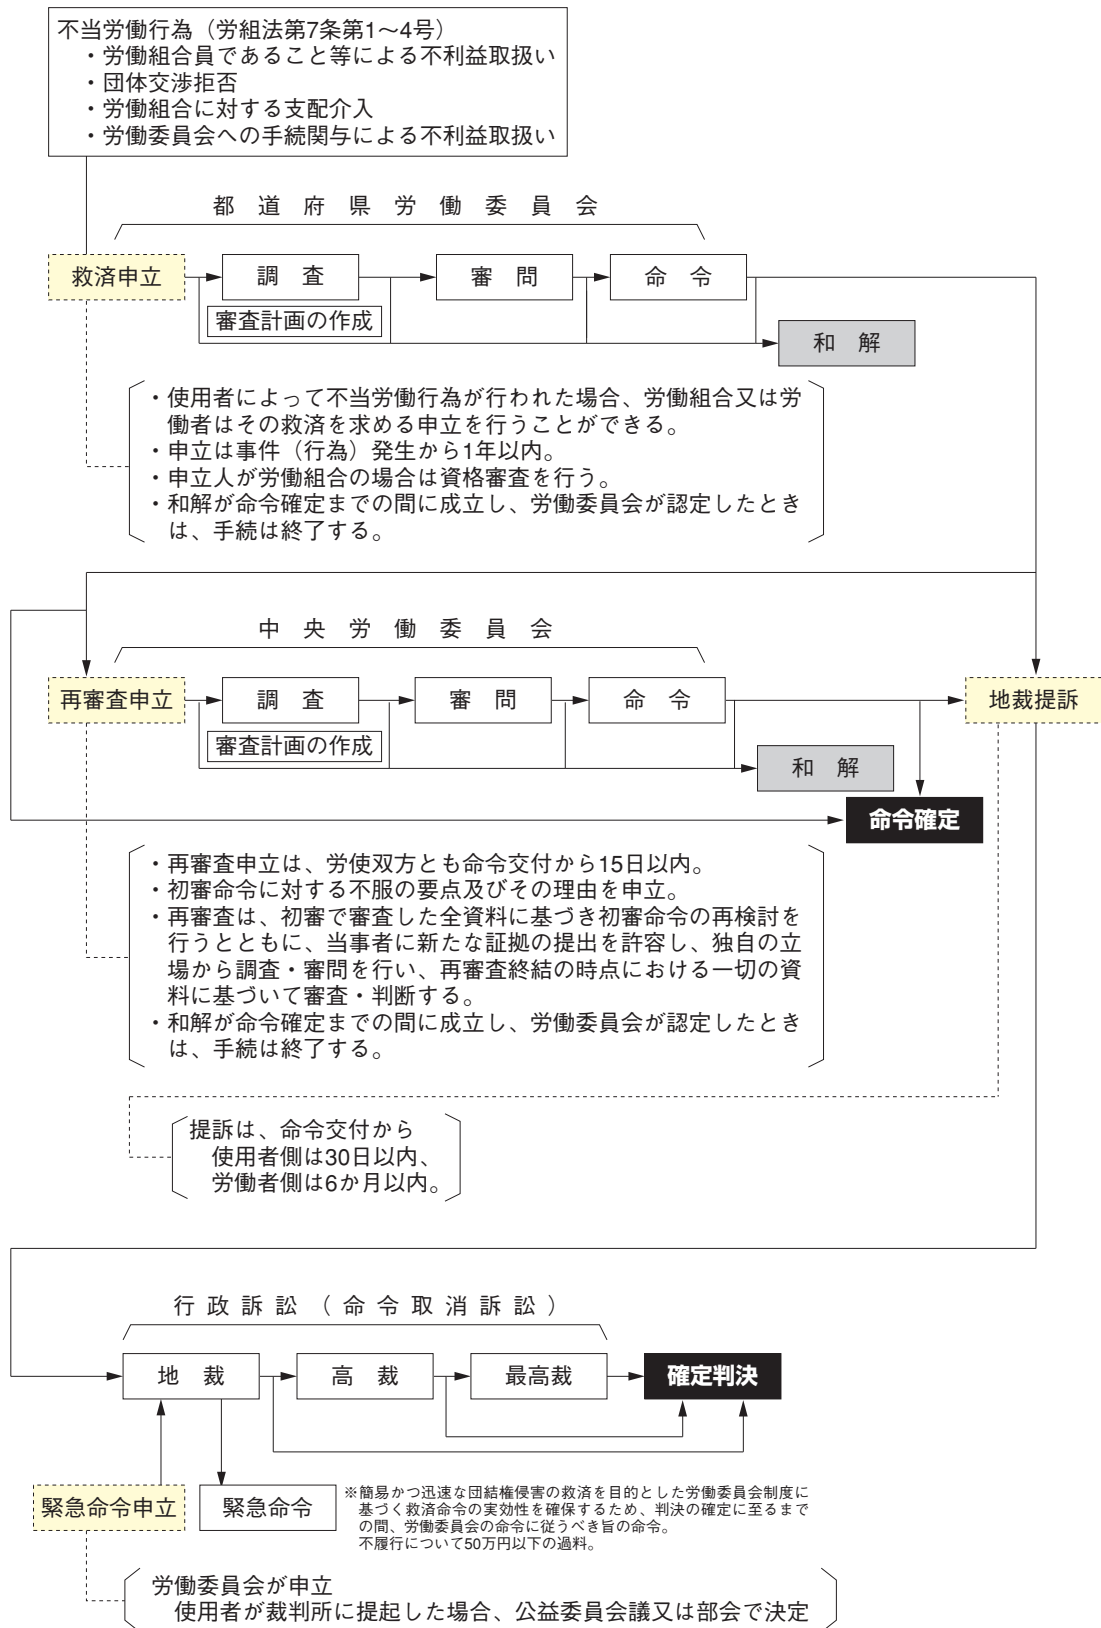 不当労働行為(労組法第7条第1〜4号)
・労働組合員であること等による不利益取扱い
・団体交渉拒否
・労働組合に対する支配介入
・労働委員会への手続関与による不利益取扱い
都道府県労働委員会
救済申立
調査
審問
命令
審査計画の作成
和解
・使用者によって不当労働行為が行われた場合、労働組合又は労
働者はその救済を求める申立を行うことができる。
・申立は事件(行為)発生から1年以内。
・申立人が労働組合の場合は資格審査を行う。
・和解が命令確定までの間に成立し、労働委員会が認定したとき
は、手続は終了する。
中央労働委員会
再審査申立
調査
審問
命令
地裁提訴
審査計画の作成
和解
命令確定
・再審査申立は、労使双方とも命令交付から15日以内。
・初審命令に対する不服の要点及びその理由を申立。
・再審査は、初審で審査した全資料に基づき初審命令の再検討を
行うとともに、当事者に新たな証拠の提出を許容し、独自の立
場から調査・審問を行い、再審査終結の時点における一切の資
料に基づいて審査・判断する。
・和解が命令確定までの間に成立し、労働委員会が認定したとき
は、手続は終了する。
提訴は、命令交付から
使用者側は30日以内、
労働者側は6か月以内。
行政訴訟(命令取消訴訟)
地裁
高裁
最高裁
確定判決
緊急命令申立
緊急命令
※簡易かつ迅速な団結権侵害の救済を目的とした労働委員会制度に
基づく救済命令の実効性を確保するため、判決の確定に至るまで
の間、労働委員会の命令に従うべき旨の命令。
不履行について50万円以下の過料。
労働委員会が申立
使用者が裁判所に提起した場合、公益委員会議又は部会で決定